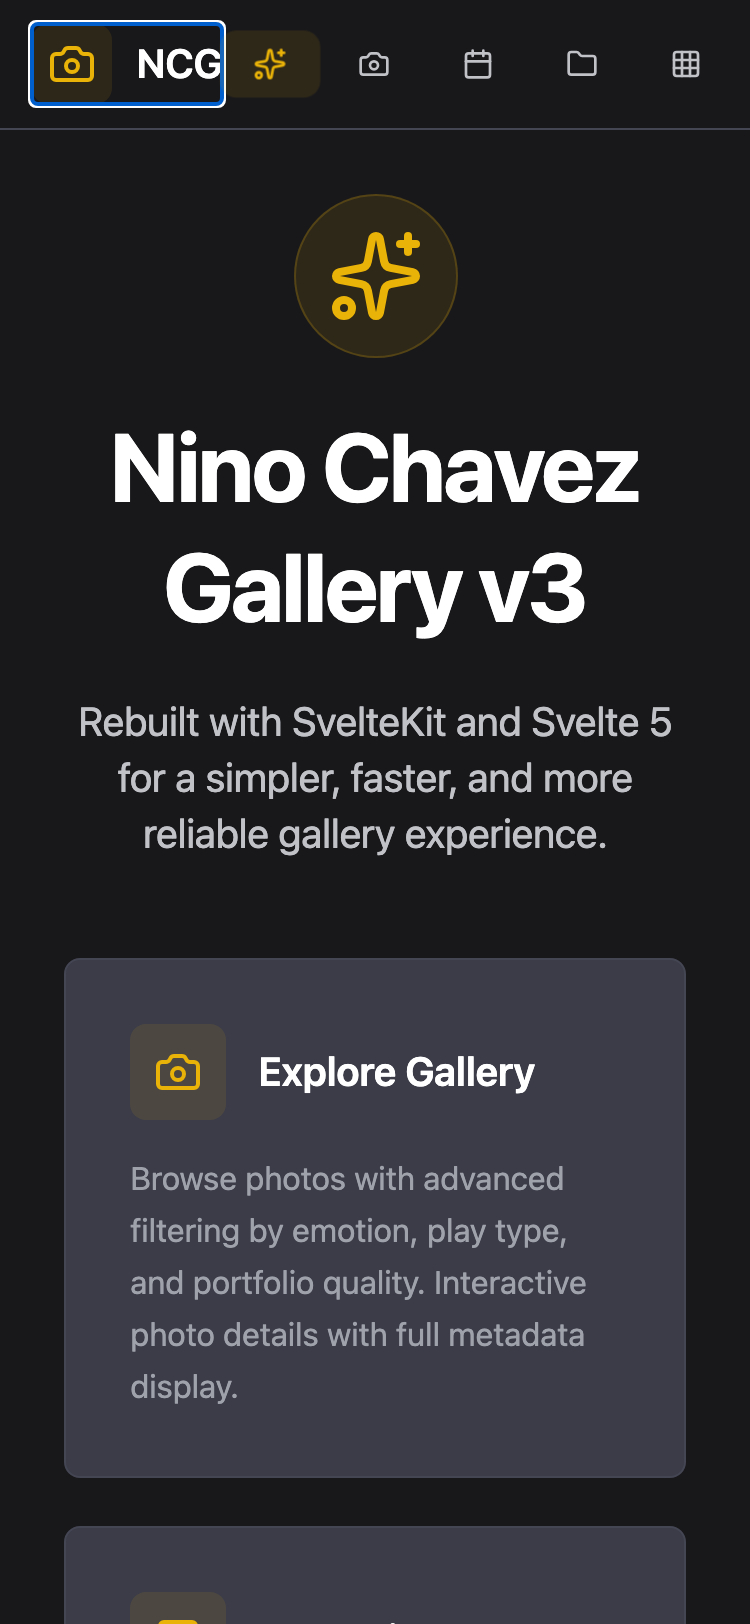 NCG
Nino Chavez
Gallery v3
Rebuilt with SvelteKit and Svelte 5
for a simpler, faster, and more
reliable gallery experience.
Explore Gallery
Browse photos with advanced
filtering by emotion, play type,
and portfolio quality. Interactive
photo details with full metadata
display.